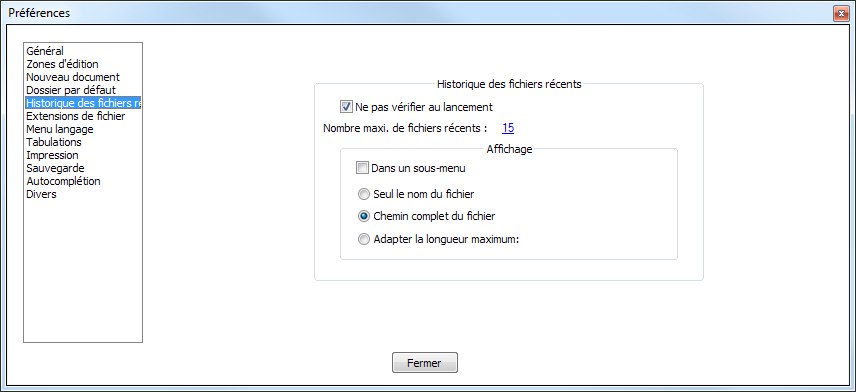 Préférences
Général
Zones d'édition
Nouveau document
Dossier par défaut
Historique des fichiers ré
Extensions de fichier
Menu langage
Tabulations
Impression
Sauvegarde
Autocomplétion
Divers
Historique des fichiers récents
Ne pas vérifier au lancement
Nombre maxi. de fichiers récents : 15
Affichage
Dans un sous-menu
Seul le nom du fichier
Chemin complet du fichier
Adapter la longueur maximum:
Fermer